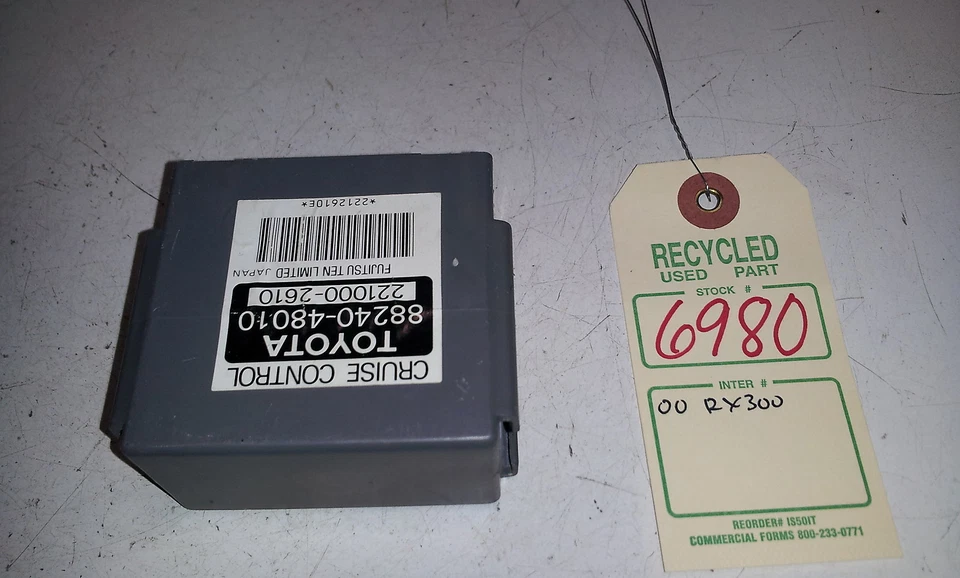 CRUISE CONTROL
TOYOTA
88240-48010
221000-2610
FUJITSU TEN LIMITED JAPAN
*2212610E*
RECYCLED
USED PART
STOCK #
6980
INTER #
00 RX300
REORDER# IS50IT
COMMERCIAL FORMS 800-233-0771